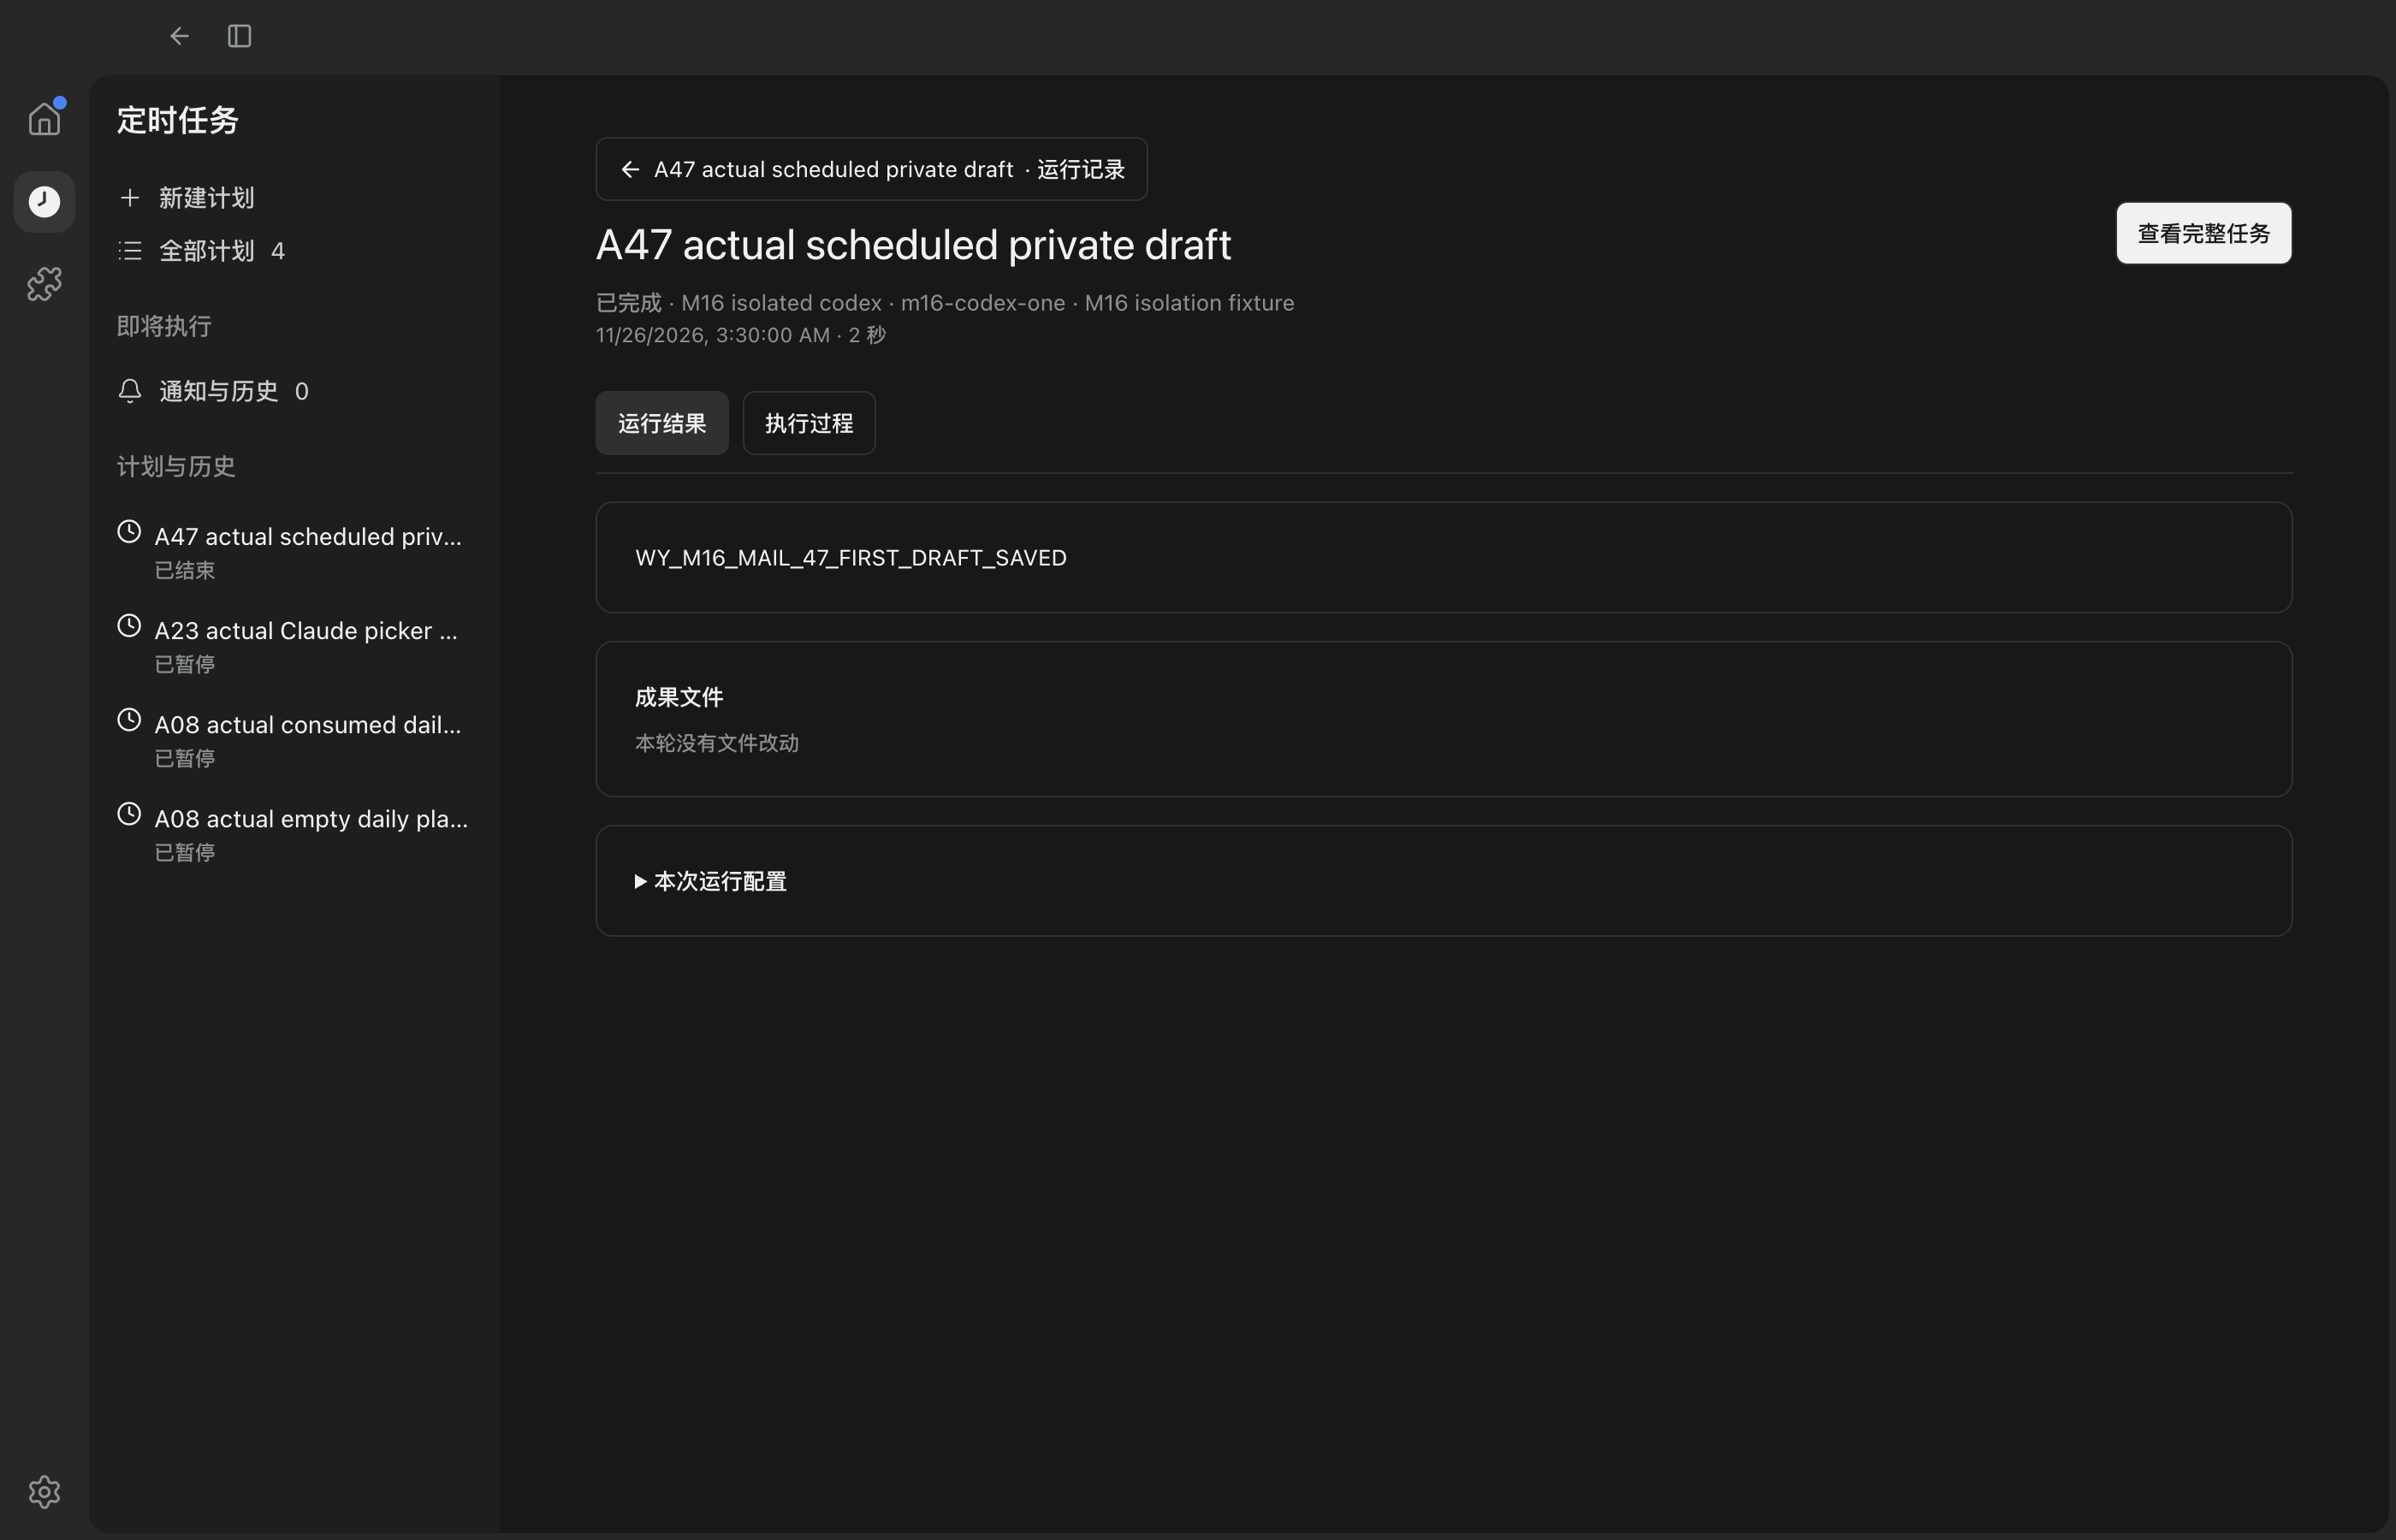 定时任务
新建计划
全部计划 4
即将执行
通知与历史 0
计划与历史
A47 actual scheduled priv...
已结束
A23 actual Claude picker ...
已暂停
A08 actual consumed dail...
已暂停
A08 actual empty daily pla...
已暂停
A47 actual scheduled private draft · 运行记录
A47 actual scheduled private draft
查看完整任务
已完成 · M16 isolated codex · m16-codex-one · M16 isolation fixture
11/26/2026, 3:30:00 AM · 2 秒
运行结果
执行过程
WY_M16_MAIL_47_FIRST_DRAFT_SAVED
成果文件
本轮没有文件改动
本次运行配置